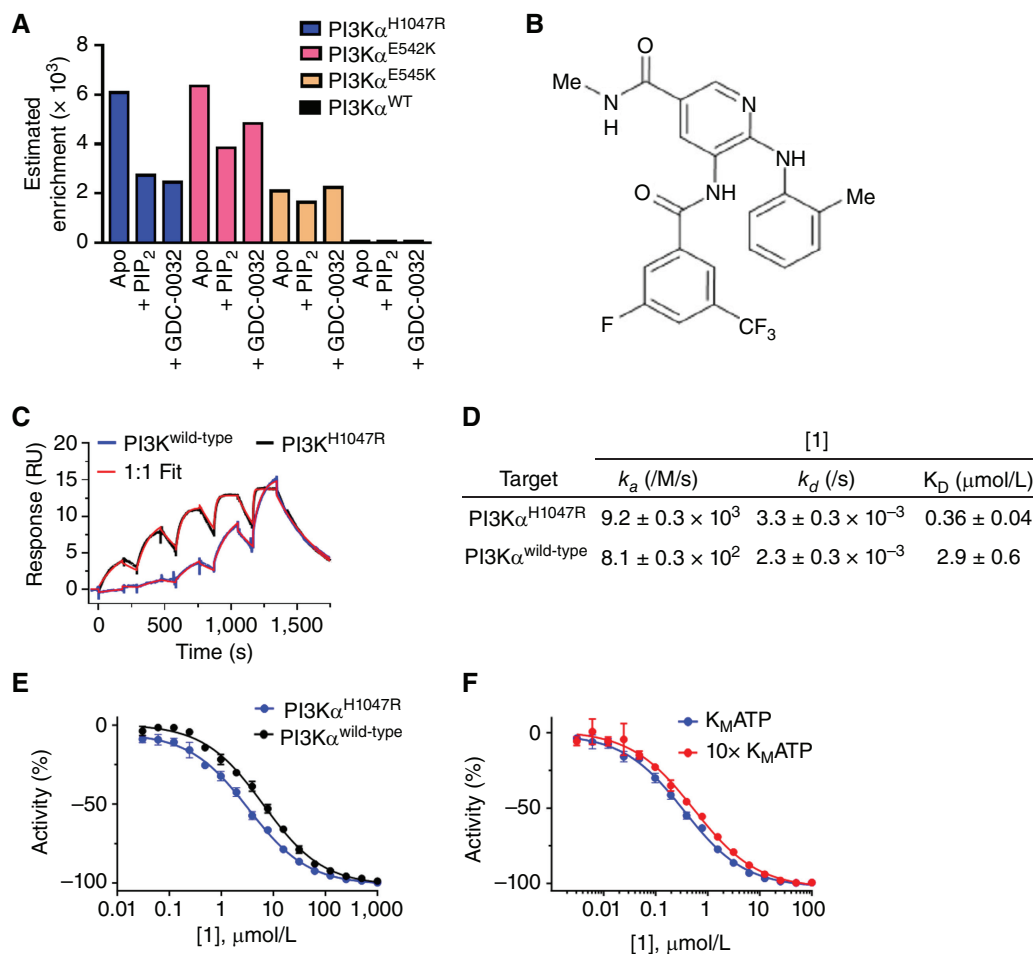 A
Estimated
enrichment (× 10³)
8
6
4
2
0
PI3Kα^H1047R
PI3Kα^E542K
PI3Kα^E545K
PI3Kα^WT
Apo
+ PIP₂
+ GDC-0032
Apo
+ PIP₂
+ GDC-0032
Apo
+ PIP₂
+ GDC-0032
Apo
+ PIP₂
+ GDC-0032
B
O
Me
N
H
N
NH
O
NH
Me
F
CF₃
C
PI3K^wild-type
PI3K^H1047R
1:1 Fit
Response (RU)
20
15
10
5
0
0 500 1,000 1,500
Time (s)
D
[1]
Target kₐ (/M/s) k_d (/s) K_D (μmol/L)
PI3Kα^H1047R 9.2 ± 0.3 × 10³ 3.3 ± 0.3 × 10⁻³ 0.36 ± 0.04
PI3Kα^wild-type 8.1 ± 0.3 × 10² 2.3 ± 0.3 × 10⁻³ 2.9 ± 0.6
E
PI3Kα^H1047R
PI3Kα^wild-type
Activity (%)
0
−50
−100
0.01 0.1 1 10 100 1,000
[1], μmol/L
F
K_MATP
10× K_MATP
Activity (%)
0
−50
−100
0.01 0.1 1 10 100
[1], μmol/L